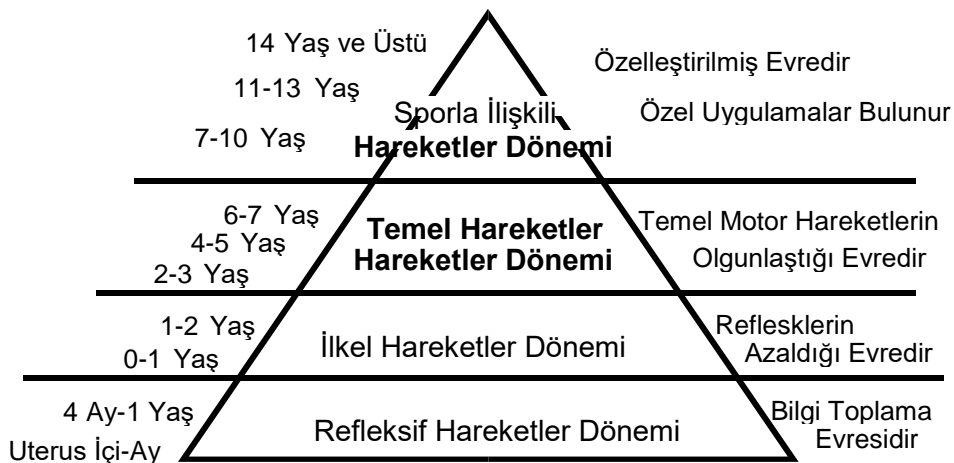 14 Yaş ve Üstü
Özelleştirilmiş Evredir
11-13 Yaş
Sporla İlişkili
Özel Uygulamalar Bulunur
7-10 Yaş
Hareketler Dönemi
6-7 Yaş
Temel Hareketler
Temel Motor Hareketlerin
4-5 Yaş
Hareketler Dönemi
Olgunlaştığı Evredir
2-3 Yaş
1-2 Yaş
İlkel Hareketler Dönemi
Reflesklerin
0-1 Yaş
Azaldığı Evredir
4 Ay-1 Yaş
Refleksif Hareketler Dönemi
Bilgi Toplama
Uterus İçi-Ay
Evresidir